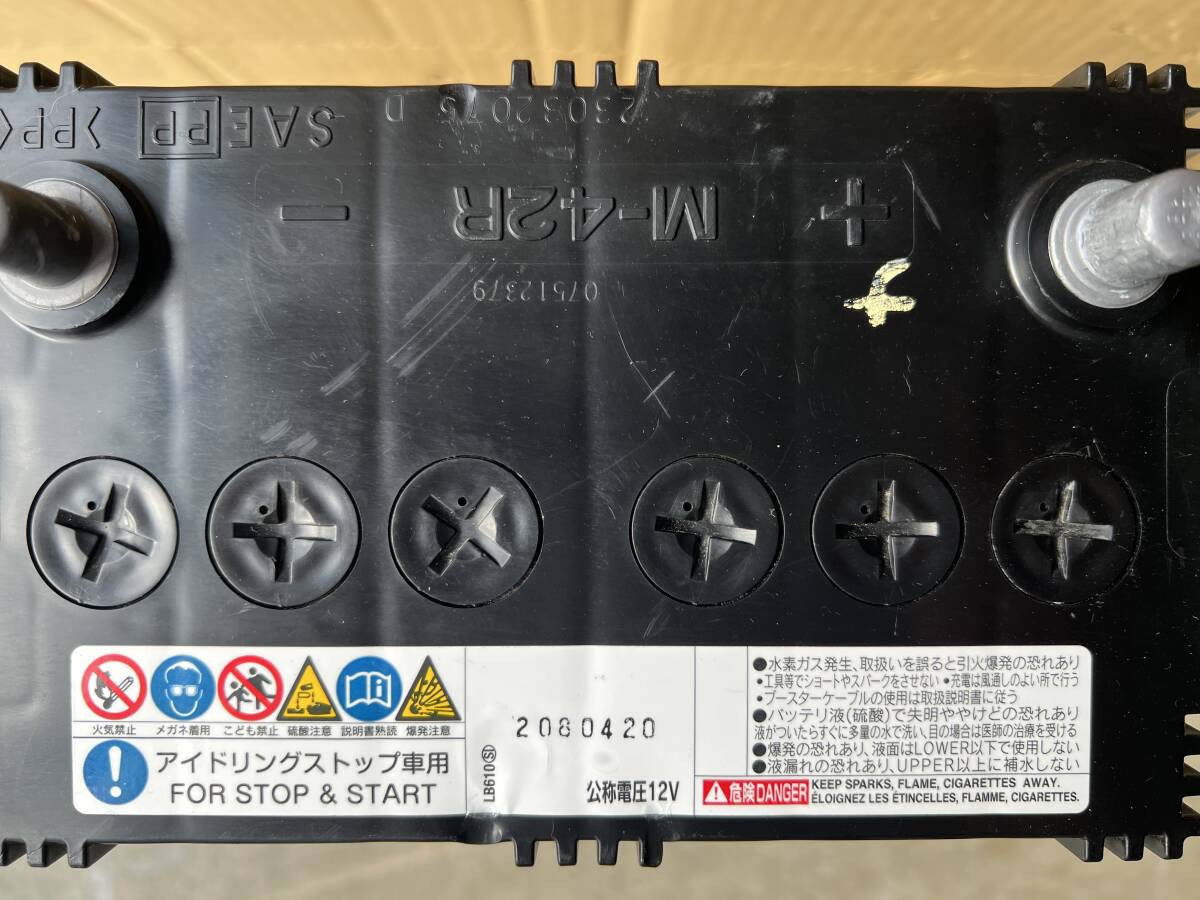 >PP< PP SAE
23032075 D
+ M-42R −
07512379
火気禁止 メガネ着用 こども禁止 硫酸注意 説明書熟読 爆発注意
アイドリングストップ車用
FOR STOP & START
LB610(SI)
2080420
公称電圧12V
●水素ガス発生、取扱いを誤ると引火爆発の恐れあり
・工具等でショートやスパークをさせない ・充電は風通しのよい所で行う
・ブースターケーブルの使用は取扱説明書に従う
●バッテリ液(硫酸)で失明ややけどの恐れあり
液がついたらすぐに多量の水で洗い、目の場合は医師の治療を受ける
●爆発の恐れあり、液面はLOWER以下で使用しない
●液漏れの恐れあり、UPPER以上に補水しない
危険DANGER
KEEP SPARKS, FLAME, CIGARETTES AWAY.
ÉLOIGNEZ LES ÉTINCELLES, FLAMME, CIGARETTES.